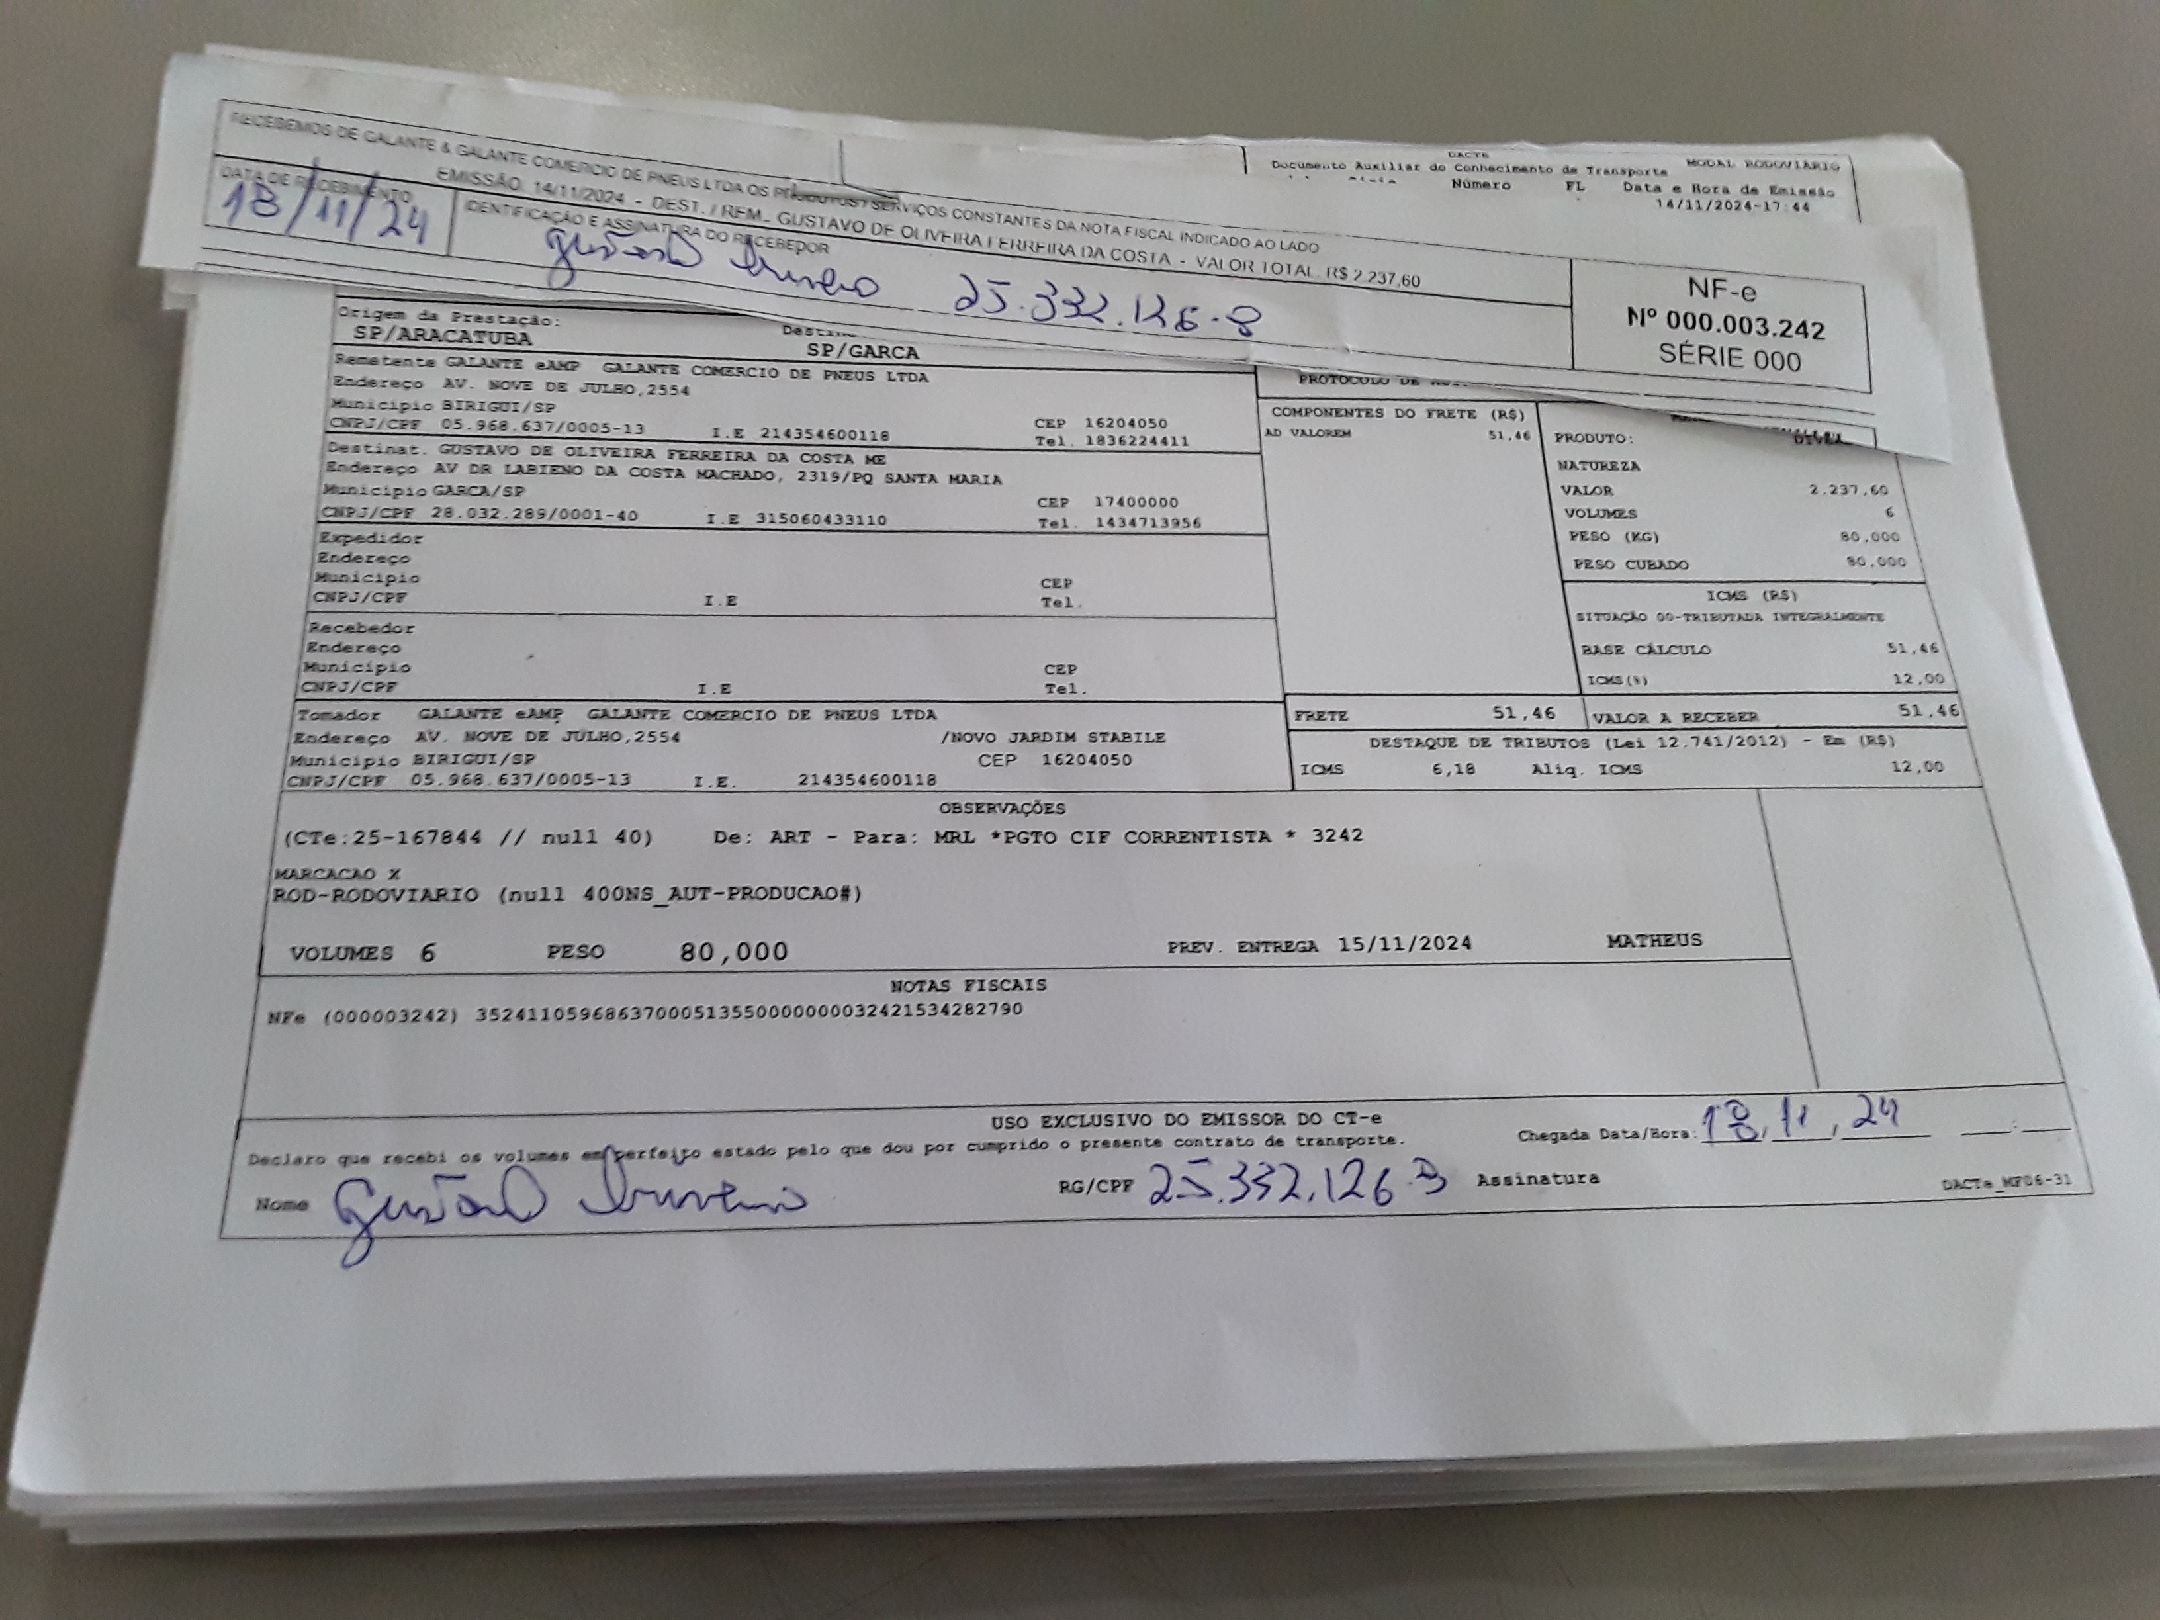 RECEBEMOS DE GALANTE & GALANTE COMERCIO DE PNEUS LTDA OS PRODUTOS / SERVIÇOS CONSTANTES DA NOTA FISCAL INDICADO AO LADO
EMISSÃO: 14/11/2024 - DEST. / REM.: GUSTAVO DE OLIVEIRA FERREIRA DA COSTA - VALOR TOTAL: R$ 2.237,60
DATA DE RECEBIMENTO
18/11/24
IDENTIFICAÇÃO E ASSINATURA DO RECEBEDOR
25.332.126-8
NF-e
Nº 000.003.242
SÉRIE 000
DACTE
Documento Auxiliar do Conhecimento de Transporte
MODAL RODOVIÁRIO
Número FL Data e Hora de Emissão
14/11/2024-17:44
Origem da Prestação:
SP/ARACATUBA
SP/GARCA
Remetente GALANTE eAMP GALANTE COMERCIO DE PNEUS LTDA
Endereço AV. NOVE DE JULHO,2554
Município BIRIGUI/SP CEP 16204050
CNPJ/CPF 05.968.637/0005-13 I.E 214354600118 Tel. 1836224411
Destinat. GUSTAVO DE OLIVEIRA FERREIRA DA COSTA ME
Endereço AV DR LABIENO DA COSTA MACHADO, 2319/PQ SANTA MARIA
Município GARCA/SP CEP 17400000
CNPJ/CPF 28.032.289/0001-40 I.E 315060433110 Tel. 1434713956
Expedidor
Endereço
Município CEP
CNPJ/CPF I.E Tel.
Recebedor
Endereço
Município CEP
CNPJ/CPF I.E Tel.
Tomador GALANTE eAMP GALANTE COMERCIO DE PNEUS LTDA
Endereço AV. NOVE DE JULHO,2554 /NOVO JARDIM STABILE
Município BIRIGUI/SP CEP 16204050
CNPJ/CPF 05.968.637/0005-13 I.E. 214354600118
PROTOCOLO DE
COMPONENTES DO FRETE (R$)
AD VALOREM 51,46
PRODUTO:
NATUREZA
VALOR 2.237,60
VOLUMES 6
PESO (KG) 80,000
PESO CUBADO 80,000
ICMS (R$)
SITUAÇÃO 00-TRIBUTADA INTEGRALMENTE
BASE CÁLCULO 51,46
ICMS(%) 12,00
FRETE 51,46 VALOR A RECEBER 51,46
DESTAQUE DE TRIBUTOS (Lei 12.741/2012) - Em (R$)
ICMS 6,18 Aliq. ICMS 12,00
OBSERVAÇÕES
(CTe:25-167844 // null 40) De: ART - Para: MRL *PGTO CIF CORRENTISTA * 3242
MARCACAO X
ROD-RODOVIARIO (null 400NS_AUT-PRODUCAO#)
VOLUMES 6 PESO 80,000 PREV. ENTREGA 15/11/2024 MATHEUS
NOTAS FISCAIS
NFe (000003242) 35241105968637000513550000000032421534282790
USO EXCLUSIVO DO EMISSOR DO CT-e
Declaro que recebi os volumes em perfeito estado pelo que dou por cumprido o presente contrato de transporte.
Chegada Data/Hora: 18/11/24 __:__
Nome RG/CPF 25.332.126-8 Assinatura
DACTe_MF06-31